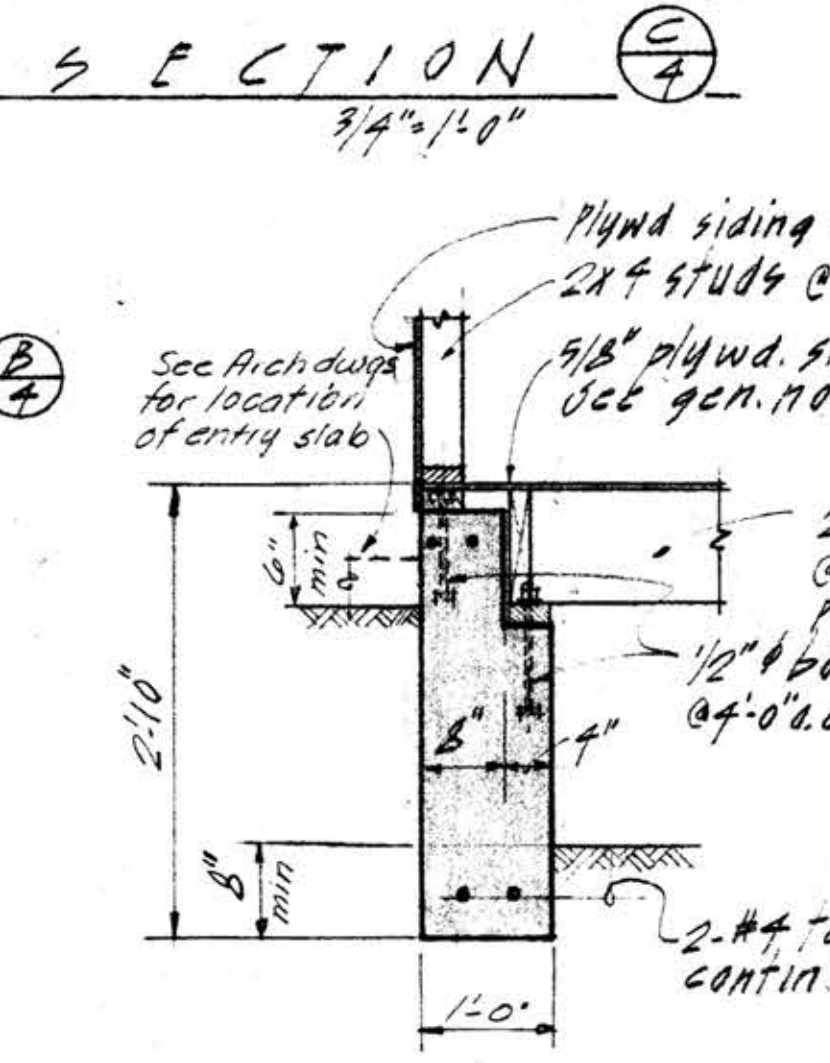 SECTION
C
4
3/4"=1'-0"
Plywd siding
2x4 studs @
B
4
See Arch dwgs
for location
of entry slab
5/8" plywd. s
See gen. no
6"
min
2
@
P
1/2" ϕ bo
@4'-0"o.c
2'-10"
8"
4"
8"
min
2-#4 t
contin.
1'-0"